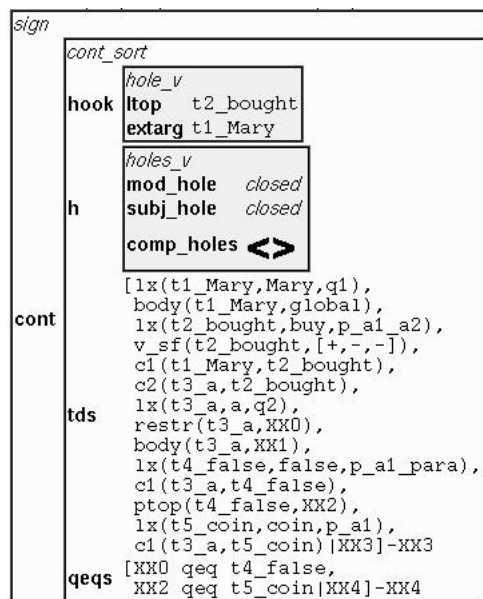 sign
cont_sort
hole_v
hook ltop t2_bought
extarg t1_Mary
holes_v
mod_hole closed
h subj_hole closed
comp_holes <>
[lx(t1_Mary,Mary,q1),
body(t1_Mary,global),
cont lx(t2_bought,buy,p_a1_a2),
v_sf(t2_bought,[+,-,-]),
c1(t1_Mary,t2_bought),
c2(t3_a,t2_bought),
tds lx(t3_a,a,q2),
restr(t3_a,XX0),
body(t3_a,XX1),
lx(t4_false,false,p_a1_para),
c1(t3_a,t4_false),
ptop(t4_false,XX2),
lx(t5_coin,coin,p_a1),
c1(t3_a,t5_coin)|XX3]-XX3
qeqs [XX0 qeq t4_false,
XX2 qeq t5_coin|XX4]-XX4